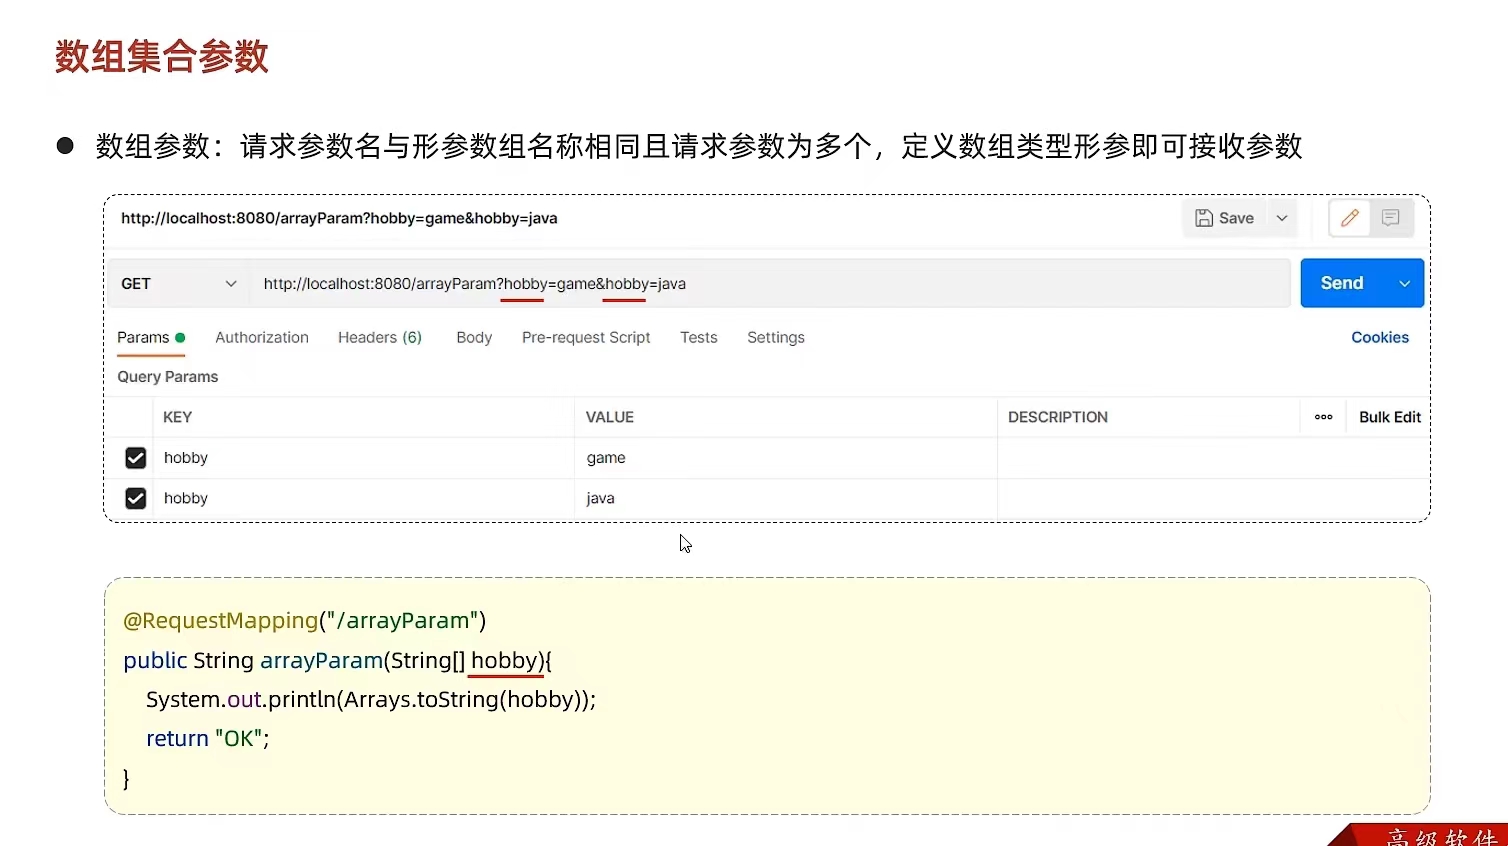 数组集合参数
● 数组参数：请求参数名与形参数组名称相同且请求参数为多个，定义数组类型形参即可接收参数
http://localhost:8080/arrayParam?hobby=game&hobby=java Save
GET http://localhost:8080/arrayParam?hobby=game&hobby=java Send
Params Authorization Headers (6) Body Pre-request Script Tests Settings Cookies
Query Params
KEY VALUE DESCRIPTION ooo Bulk Edit
hobby game
hobby java
@RequestMapping("/arrayParam")
public String arrayParam(String[] hobby){
System.out.println(Arrays.toString(hobby));
return "OK";
}
高级软件